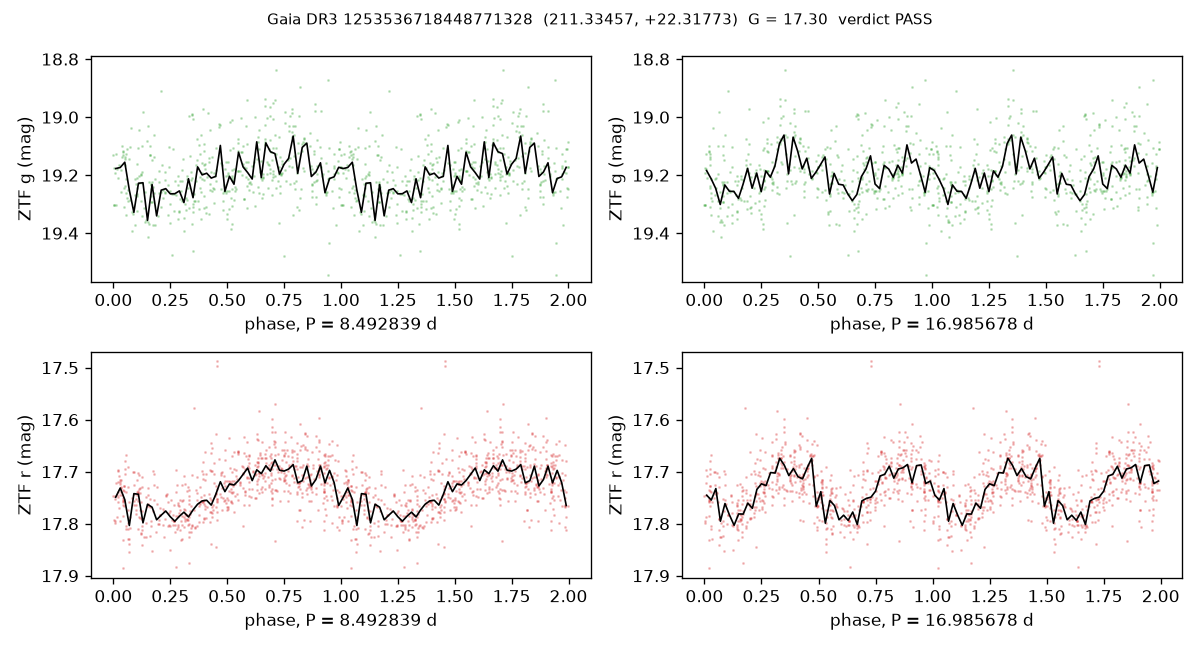 Gaia DR3 1253536718448771328 (211.33457, +22.31773) G = 17.30 verdict PASS
18.8
19.0
19.2
19.4
ZTF g (mag)
0.00 0.25 0.50 0.75 1.00 1.25 1.50 1.75 2.00
phase, P = 8.492839 d
18.8
19.0
19.2
19.4
ZTF g (mag)
0.00 0.25 0.50 0.75 1.00 1.25 1.50 1.75 2.00
phase, P = 16.985678 d
17.5
17.6
17.7
17.8
17.9
ZTF r (mag)
0.00 0.25 0.50 0.75 1.00 1.25 1.50 1.75 2.00
phase, P = 8.492839 d
17.5
17.6
17.7
17.8
17.9
ZTF r (mag)
0.00 0.25 0.50 0.75 1.00 1.25 1.50 1.75 2.00
phase, P = 16.985678 d